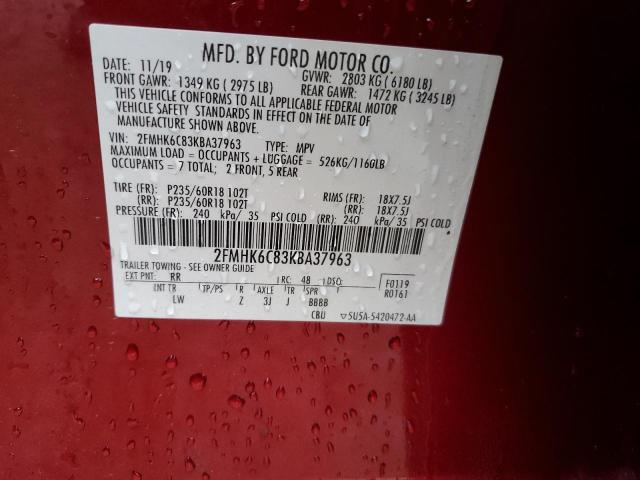 MFD. BY FORD MOTOR CO.
DATE: 11/19 GVWR: 2803 KG ( 6180 LB)
FRONT GAWR: 1349 KG ( 2975 LB) REAR GAWR: 1472 KG ( 3245 LB)
THIS VEHICLE CONFORMS TO ALL APPLICABLE FEDERAL MOTOR
VEHICLE SAFETY STANDARDS IN EFFECT ON THE DATE OF
MANUFACTURE SHOWN ABOVE.
VIN: 2FMHK6C83KBA37963 TYPE: MPV
MAXIMUM LOAD = OCCUPANTS + LUGGAGE = 526KG/1160LB
OCCUPANTS = 7 TOTAL; 2 FRONT, 5 REAR
TIRE (FR): P235/60R18 102T RIMS (FR): 18X7.5J
(RR): P235/60R18 102T (RR): 18X7.5J
PRESSURE (FR): 240 kPa/ 35 PSI COLD (RR): 240 kPa/ 35 PSI COLD
2FMHK6C83KBA37963
TRAILER TOWING - SEE OWNER GUIDE
EXT PNT: RR RC: 48 DSO: F0119
INT TR TP/PS R AXLE TR SPR R0161
LW Z 3J J BBBB
CBU ▽5U5A-5420472-AA